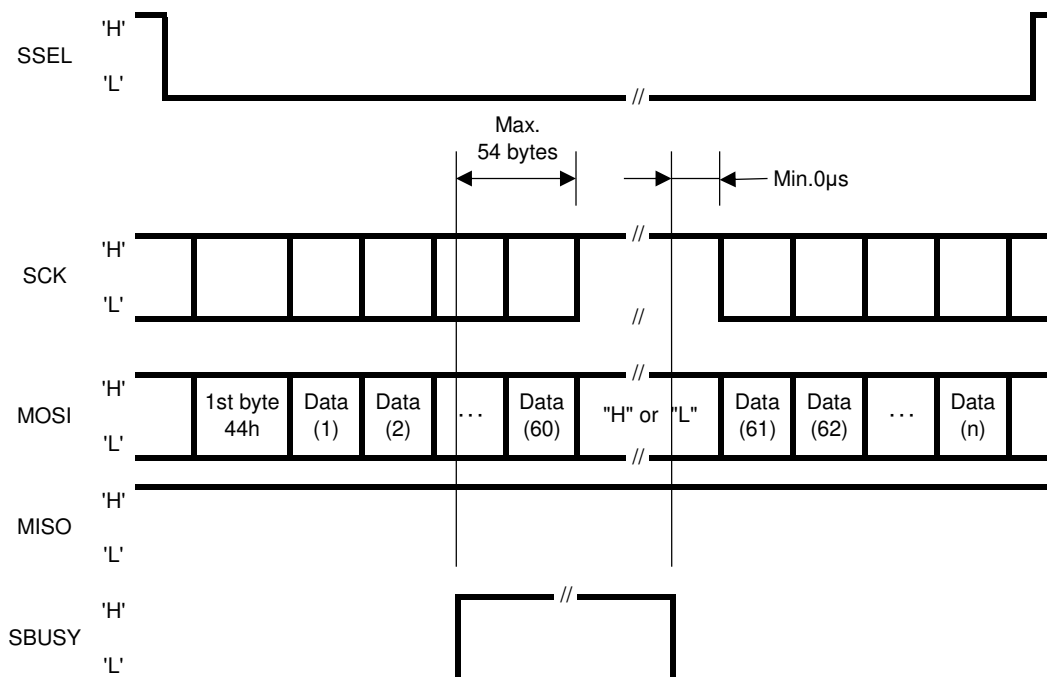 'H'
SSEL
'L'
//
Max.
54 bytes
Min.0µs
'H'
//
SCK
'L'
//
'H'
//
MOSI
1st byte
44h
Data
(1)
Data
(2)
···
Data
(60)
"H" or "L"
Data
(61)
Data
(62)
···
Data
(n)
'L'
//
'H'
MISO
'L'
'H'
//
SBUSY
'L'